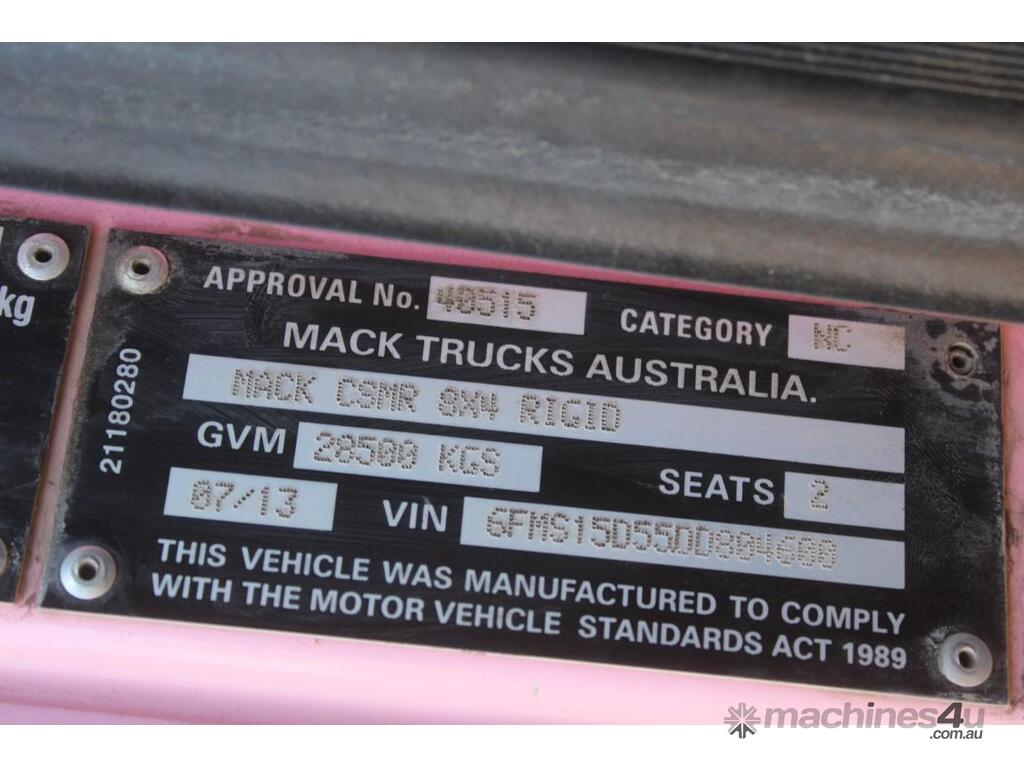 kg
21180280
APPROVAL No. 40515 CATEGORY NC
MACK TRUCKS AUSTRALIA.
MACK CSMR 8X4 RIGID
GVM 28500 KGS SEATS 2
07/13 VIN 6FMS15D55DD804600
THIS VEHICLE WAS MANUFACTURED TO COMPLY
WITH THE MOTOR VEHICLE STANDARDS ACT 1989
machines4u
.com.au